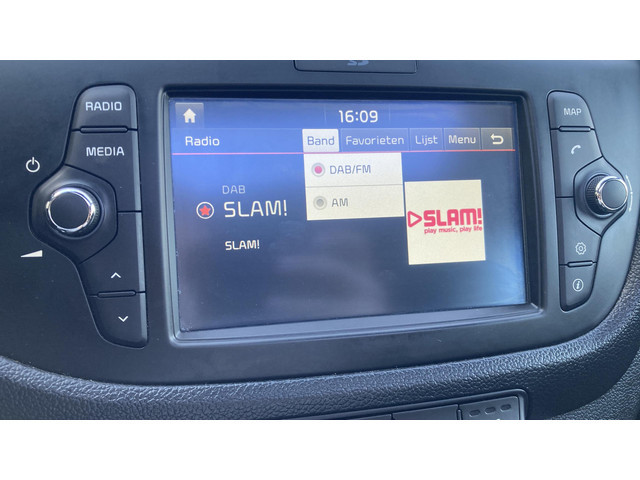 SD
16:09
RADIO
MEDIA
MAP
Radio Band Favorieten Lijst Menu
DAB/FM
AM
DAB
SLAM!
SLAM!
SLAM!
play music, play life